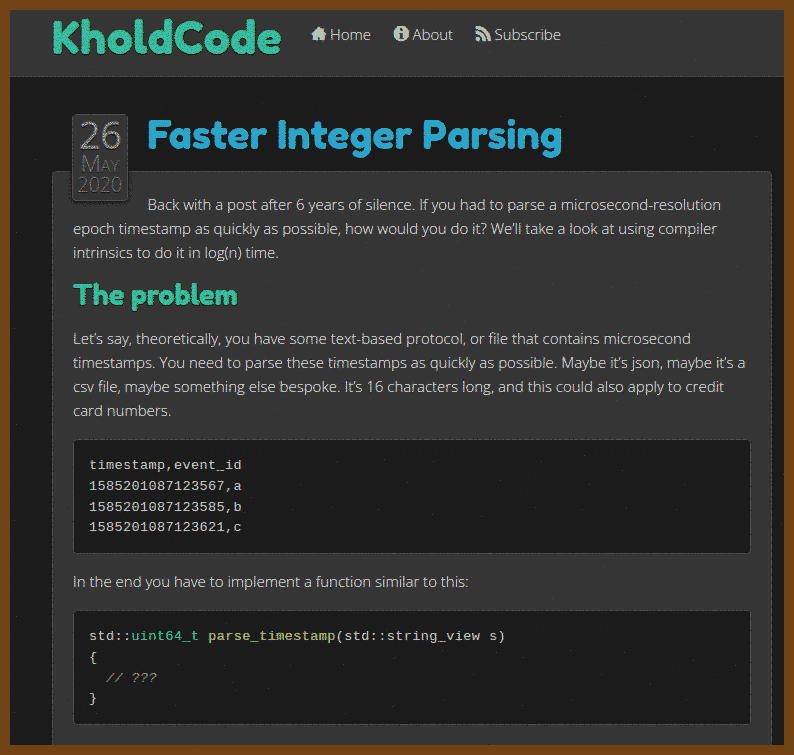 KholdCode Home About Subscribe
26
May
2020
Faster Integer Parsing
Back with a post after 6 years of silence. If you had to parse a microsecond-resolution
epoch timestamp as quickly as possible, how would you do it? We'll take a look at using compiler
intrinsics to do it in log(n) time.
The problem
Let's say, theoretically, you have some text-based protocol, or file that contains microsecond
timestamps. You need to parse these timestamps as quickly as possible. Maybe it's json, maybe it's a
csv file, maybe something else bespoke. It's 16 characters long, and this could also apply to credit
card numbers.
timestamp,event_id
1585201087123567,a
1585201087123585,b
1585201087123621,c
In the end you have to implement a function similar to this:
std::uint64_t parse_timestamp(std::string_view s)
{
// ???
}